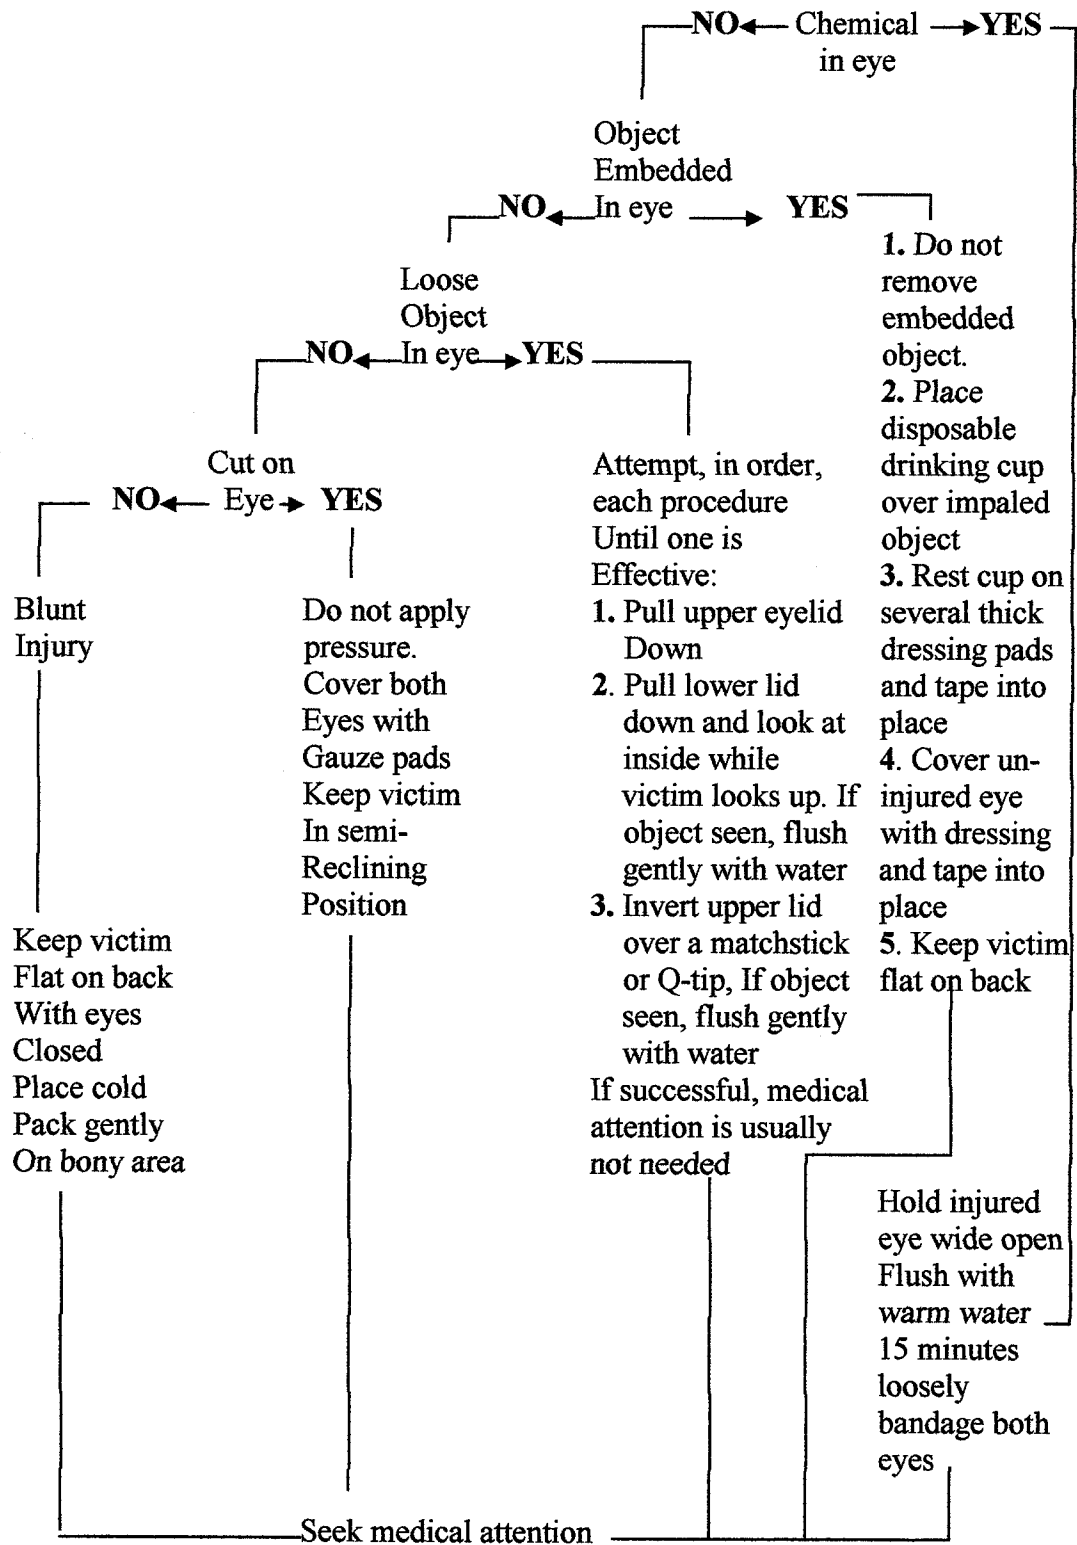 NO Chemical YES
in eye
Object
Embedded
NO In eye YES
Loose
Object
NO In eye YES
Cut on
NO Eye YES
Blunt
Injury
Keep victim
Flat on back
With eyes
Closed
Place cold
Pack gently
On bony area
Do not apply
pressure.
Cover both
Eyes with
Gauze pads
Keep victim
In semi-
Reclining
Position
Attempt, in order,
each procedure
Until one is
Effective:
1. Pull upper eyelid
Down
2. Pull lower lid
down and look at
inside while
victim looks up. If
object seen, flush
gently with water
3. Invert upper lid
over a matchstick
or Q-tip, If object
seen, flush gently
with water
If successful, medical
attention is usually
not needed
1. Do not
remove
embedded
object.
2. Place
disposable
drinking cup
over impaled
object
3. Rest cup on
several thick
dressing pads
and tape into
place
4. Cover un-
injured eye
with dressing
and tape into
place
5. Keep victim
flat on back
Hold injured
eye wide open
Flush with
warm water
15 minutes
loosely
bandage both
eyes
Seek medical attention